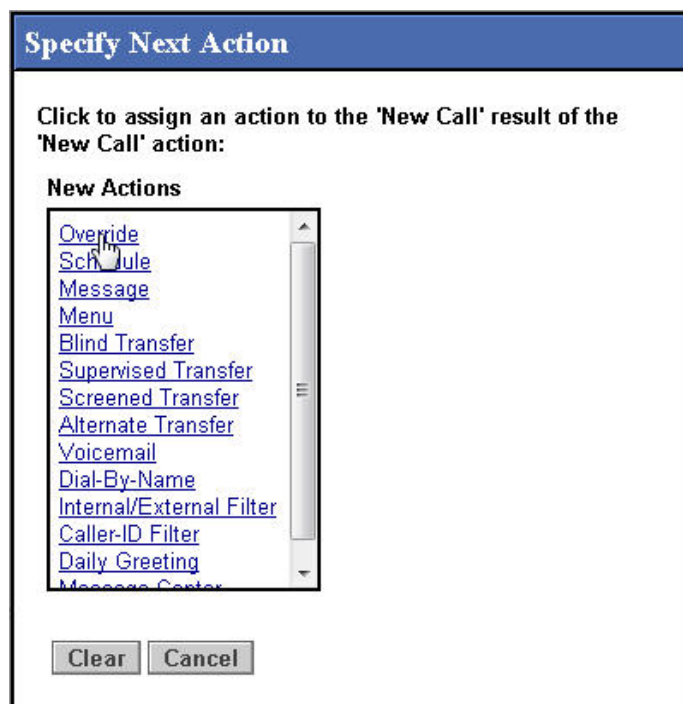 Specify Next Action
Click to assign an action to the 'New Call' result of the
'New Call' action:
New Actions
Override
Schedule
Message
Menu
Blind Transfer
Supervised Transfer
Screened Transfer
Alternate Transfer
Voicemail
Dial-By-Name
Internal/External Filter
Caller-ID Filter
Daily Greeting
Message Center
Clear Cancel